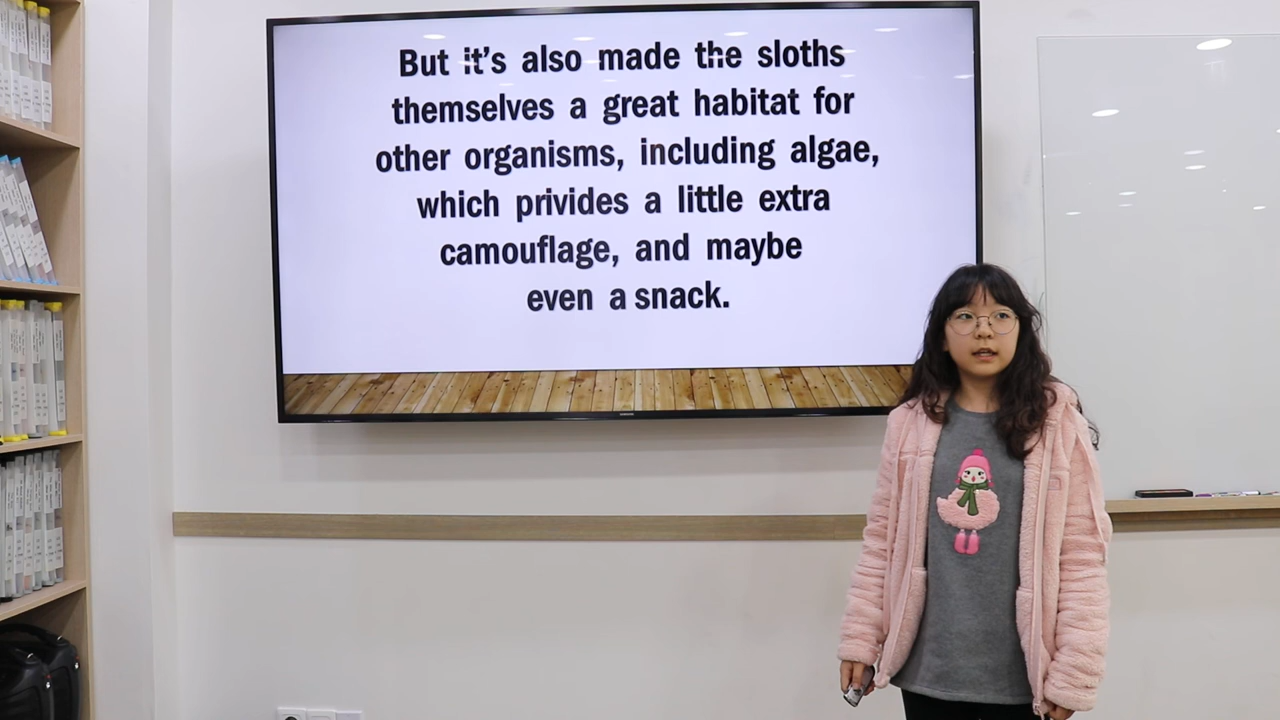 But it's also made the sloths
themselves a great habitat for
other organisms, including algae,
which privides a little extra
camouflage, and maybe
even a snack.